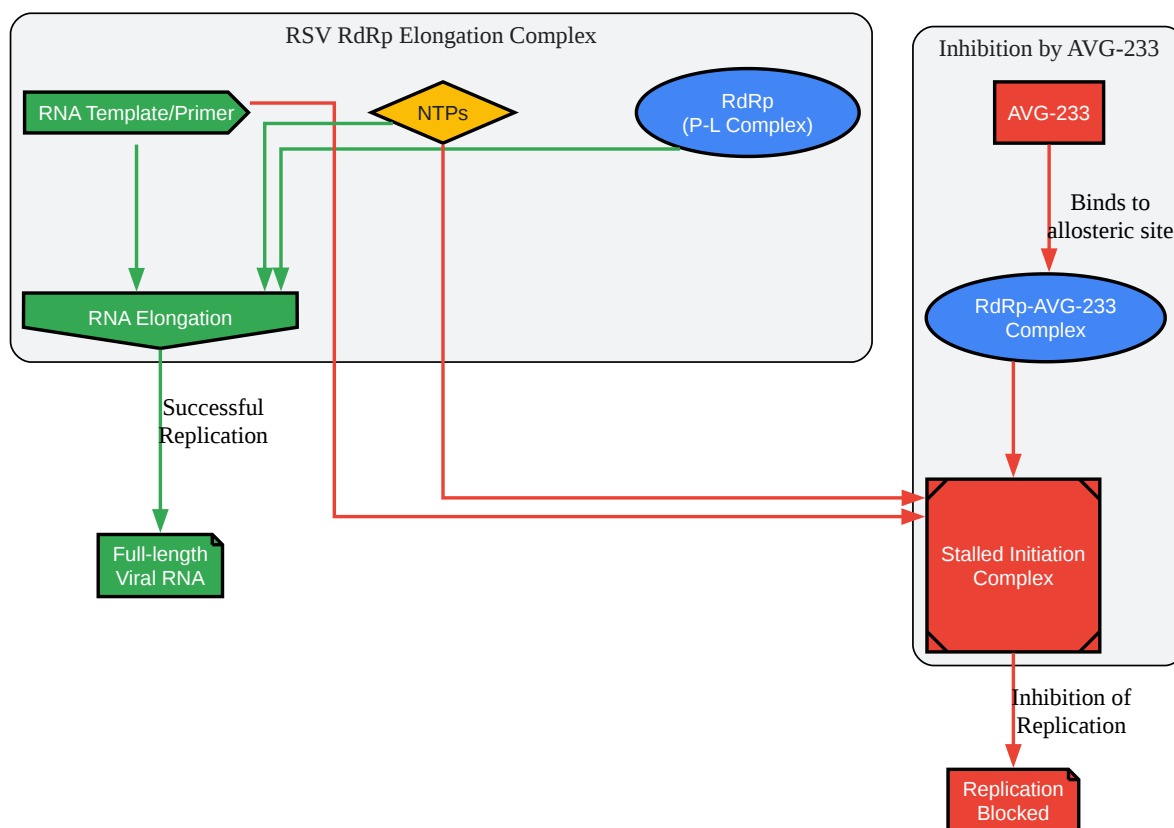 RSV RdRp Elongation Complex
RNA Template/Primer
NTPs
RdRp
(P-L Complex)
RNA Elongation
Successful
Replication
Full-length
Viral RNA
Inhibition by AVG-233
AVG-233
Binds to
allosteric site
RdRp-AVG-233
Complex
Stalled Initiation
Complex
Inhibition of
Replication
Replication
Blocked